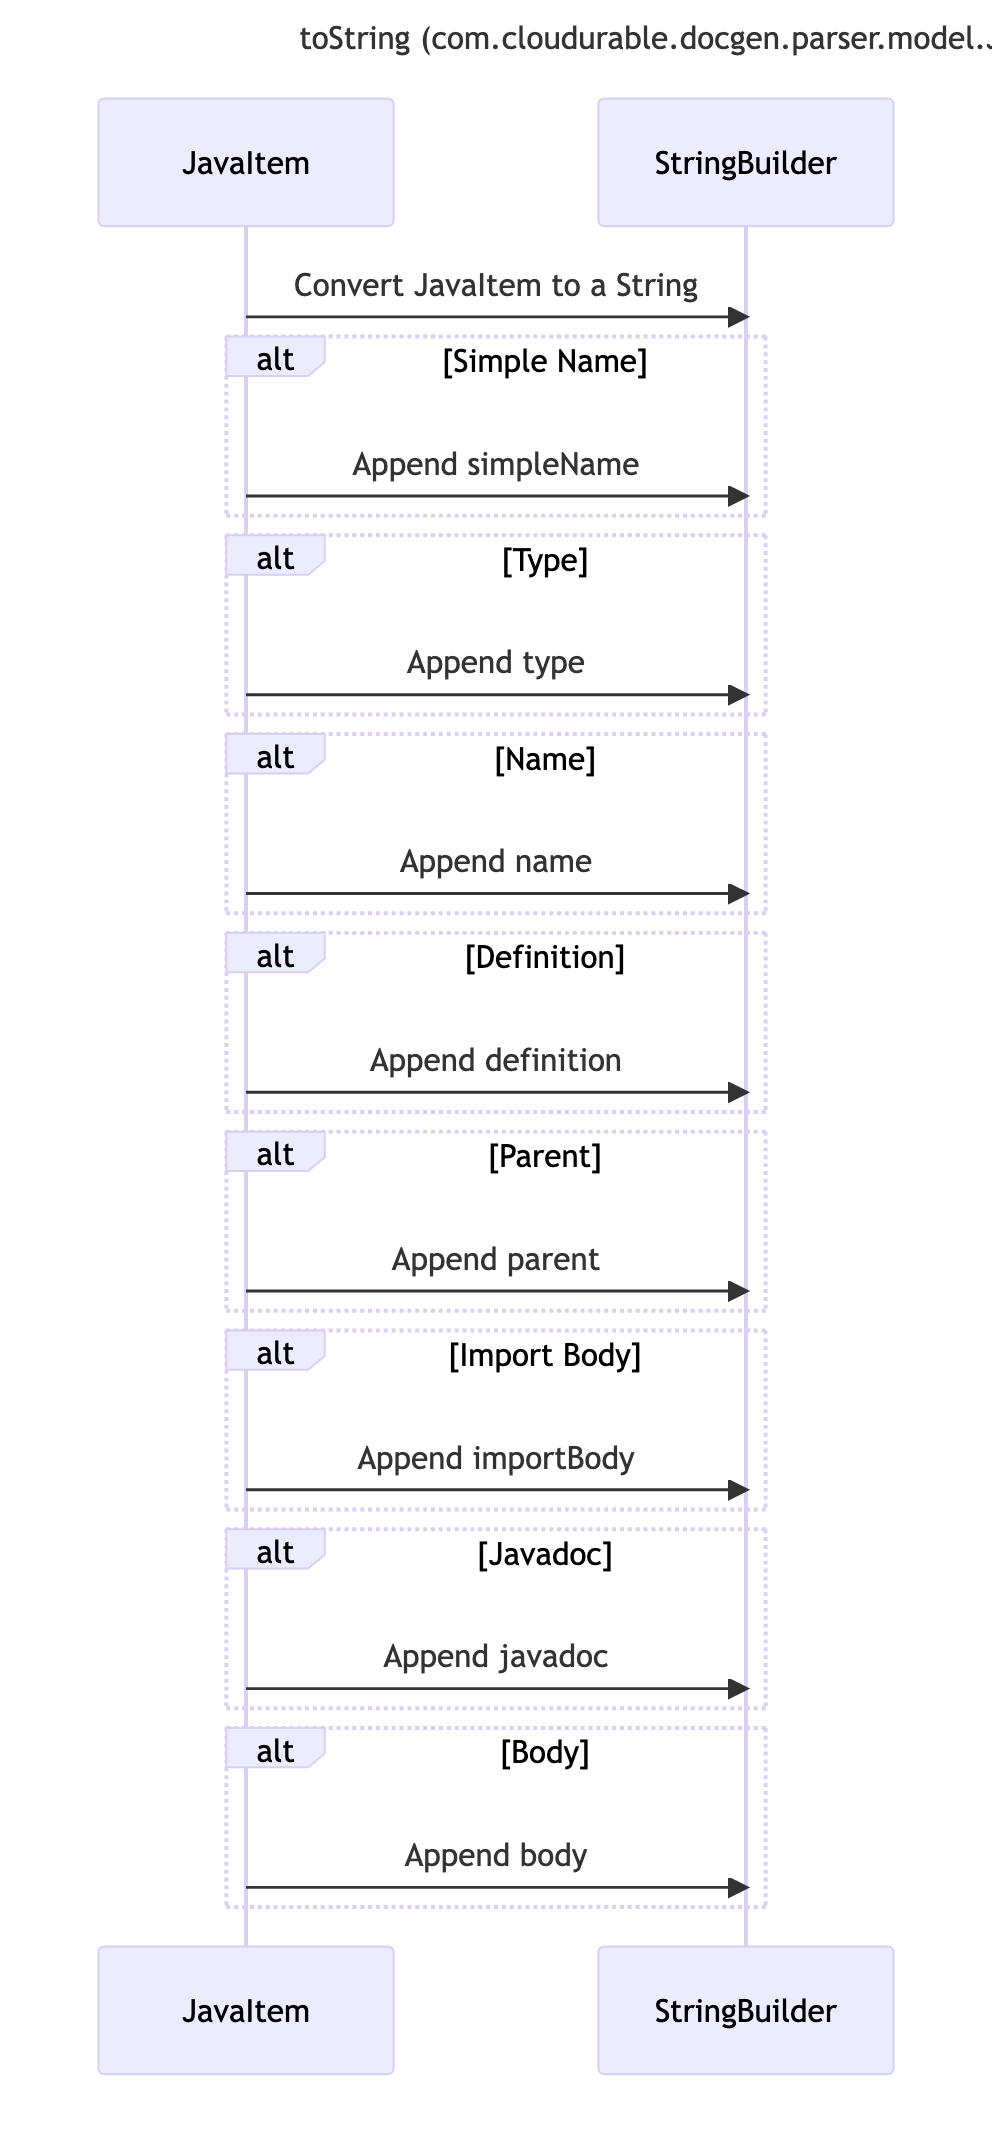 toString (com.cloudurable.docgen.parser.model.
JavaItem
StringBuilder
Convert JavaItem to a String
alt
[Simple Name]
Append simpleName
alt
[Type]
Append type
alt
[Name]
Append name
alt
[Definition]
Append definition
alt
[Parent]
Append parent
alt
[Import Body]
Append importBody
alt
[Javadoc]
Append javadoc
alt
[Body]
Append body
JavaItem
StringBuilder